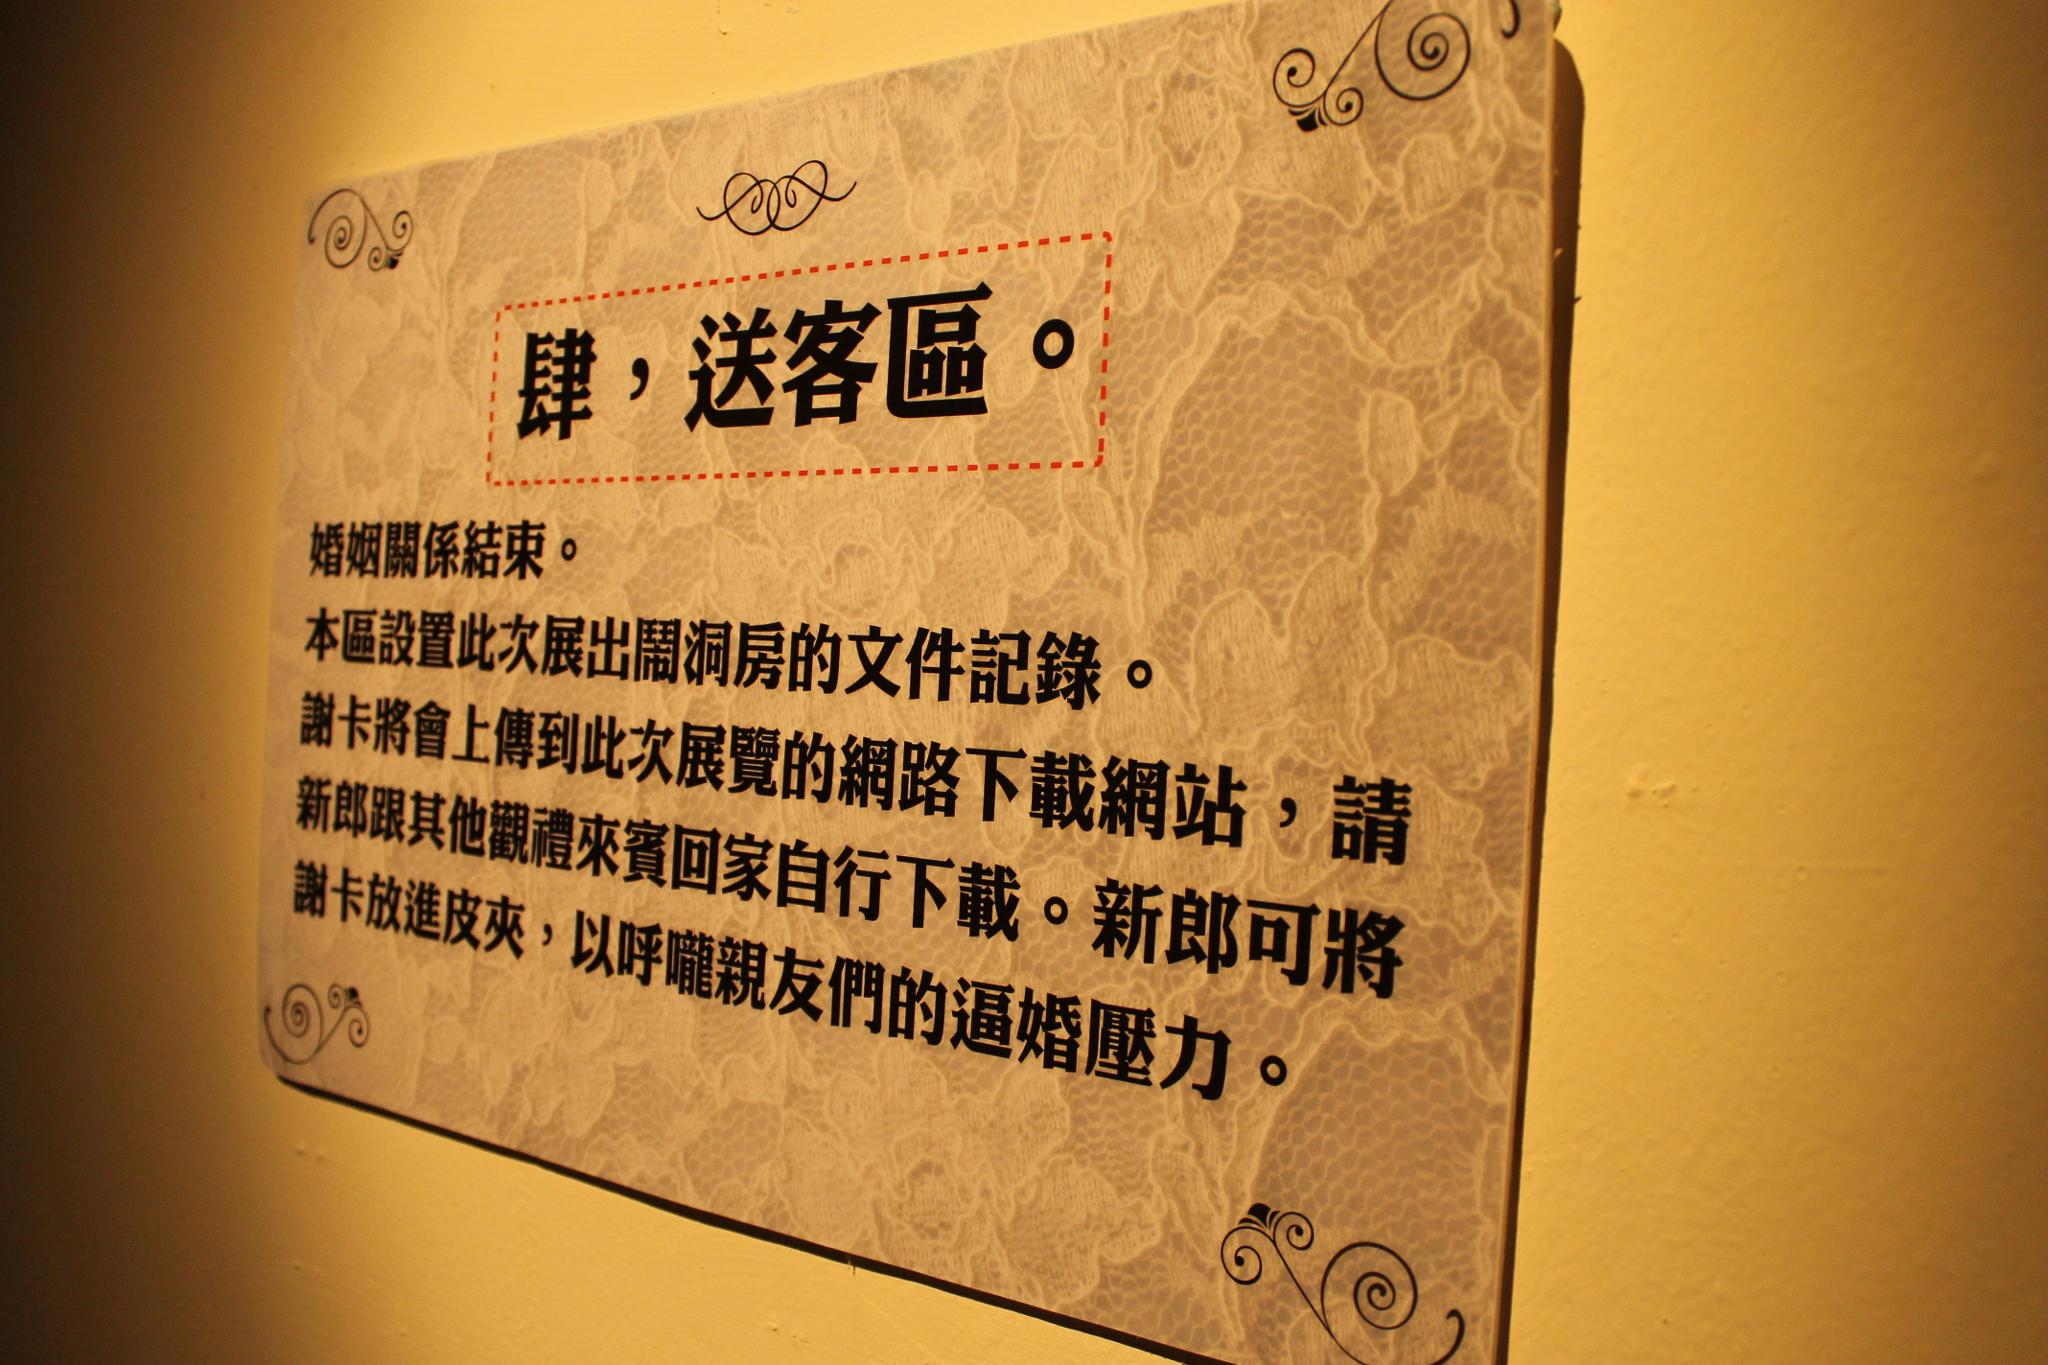 肆，送客區。
婚姻關係結束。
本區設置此次展出鬧洞房的文件記錄。
謝卡將會上傳到此次展覽的網路下載網站，請
新郎跟其他觀禮來賓回家自行下載。新郎可將
謝卡放進皮夾，以呼嚨親友們的逼婚壓力。